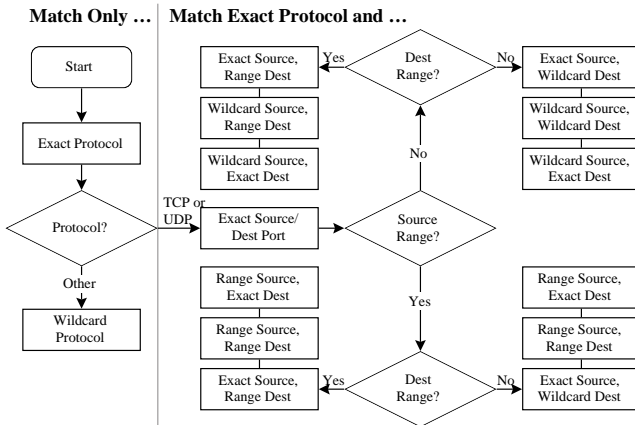 Match Only …
Match Exact Protocol and …
Start
Exact Protocol
Protocol?
Other
Wildcard
Protocol
TCP or
UDP
Exact Source/
Dest Port
Source
Range?
No
Dest
Range?
Yes
Exact Source,
Range Dest
Wildcard Source,
Range Dest
Wildcard Source,
Exact Dest
No
Exact Source,
Wildcard Dest
Wildcard Source,
Wildcard Dest
Wildcard Source,
Exact Dest
Yes
Dest
Range?
Yes
Range Source,
Exact Dest
Range Source,
Range Dest
Exact Source,
Range Dest
No
Range Source,
Exact Dest
Range Source,
Range Dest
Exact Source,
Wildcard Dest